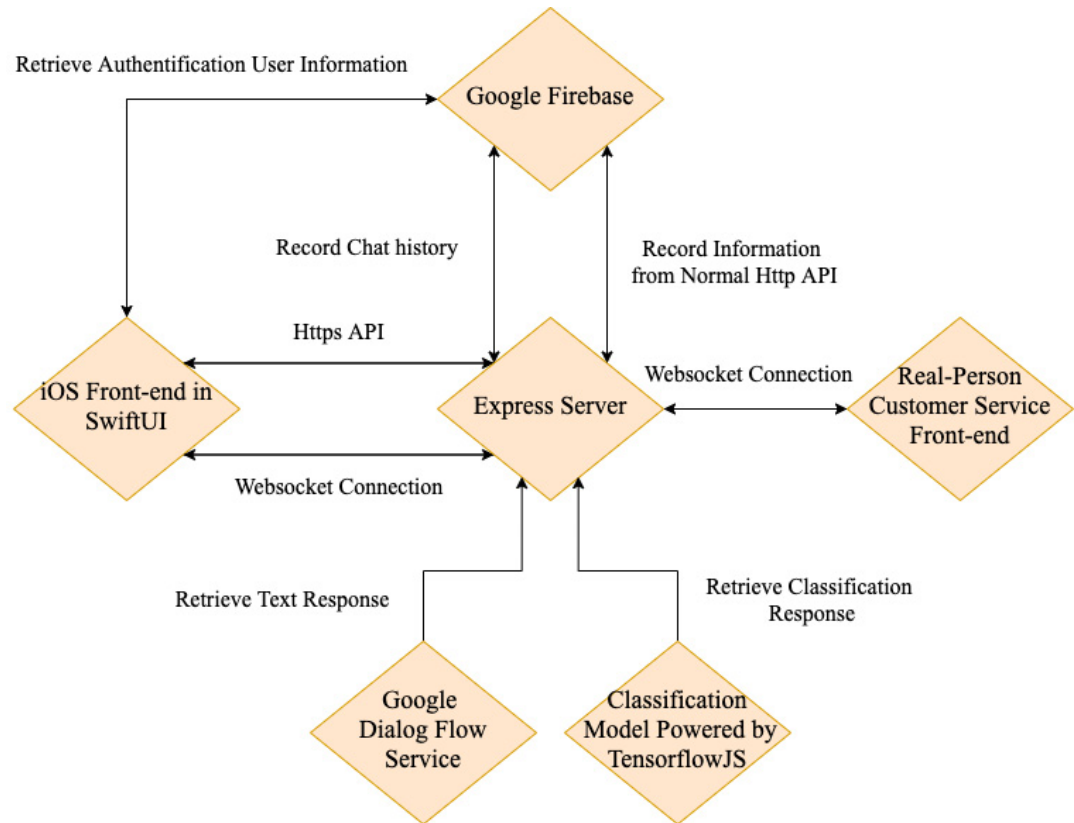 Retrieve Authentification User Information
Google Firebase
Record Chat history
Record Information
from Normal Http API
Https API
iOS Front-end in
SwiftUI
Express Server
Websocket Connection
Real-Person
Customer Service
Front-end
Websocket Connection
Retrieve Text Response
Retrieve Classification
Response
Google
Dialog Flow
Service
Classification
Model Powered by
TensorflowJS